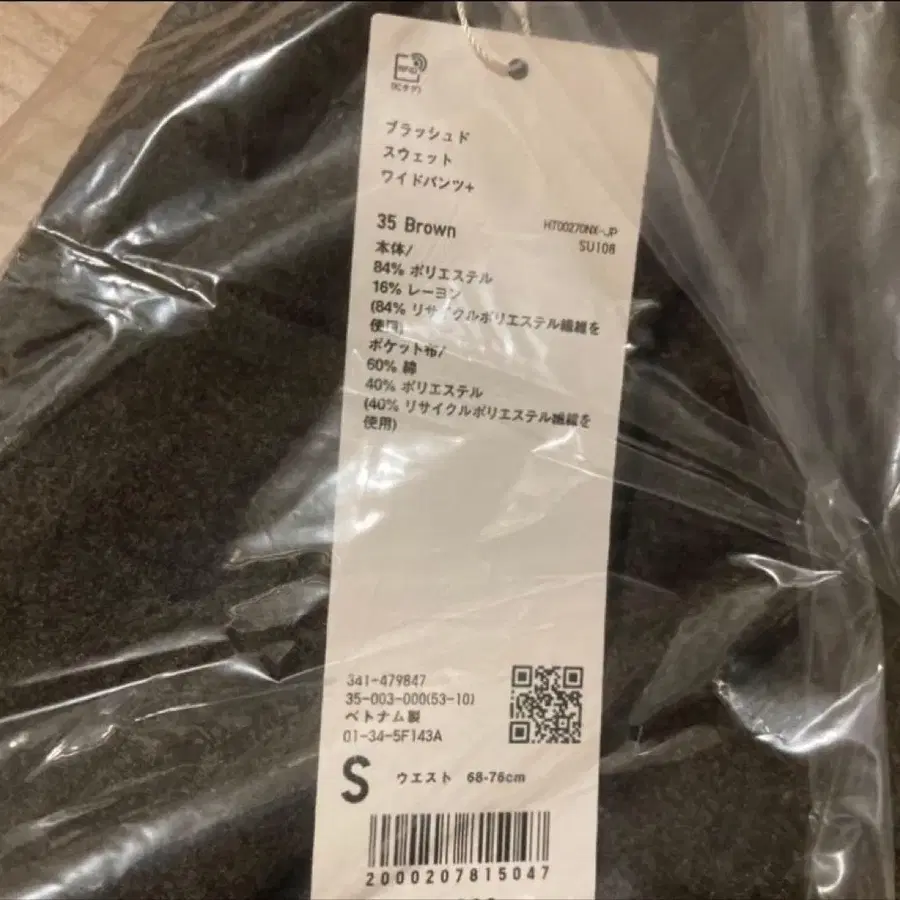 RFID
(ICタグ)
ブラッシュド
スウェット
ワイドパンツ+
35 Brown
HT00270NX-JP
SU108
本体/
84% ポリエステル
16% レーヨン
(84% リサイクルポリエステル繊維を
使用)
ポケット布/
60% 綿
40% ポリエステル
(40% リサイクルポリエステル繊維を
使用)
341-479847
35-003-000(53-10)
ベトナム製
01-34-5F143A
S ウエスト 68-76cm
2000207815047